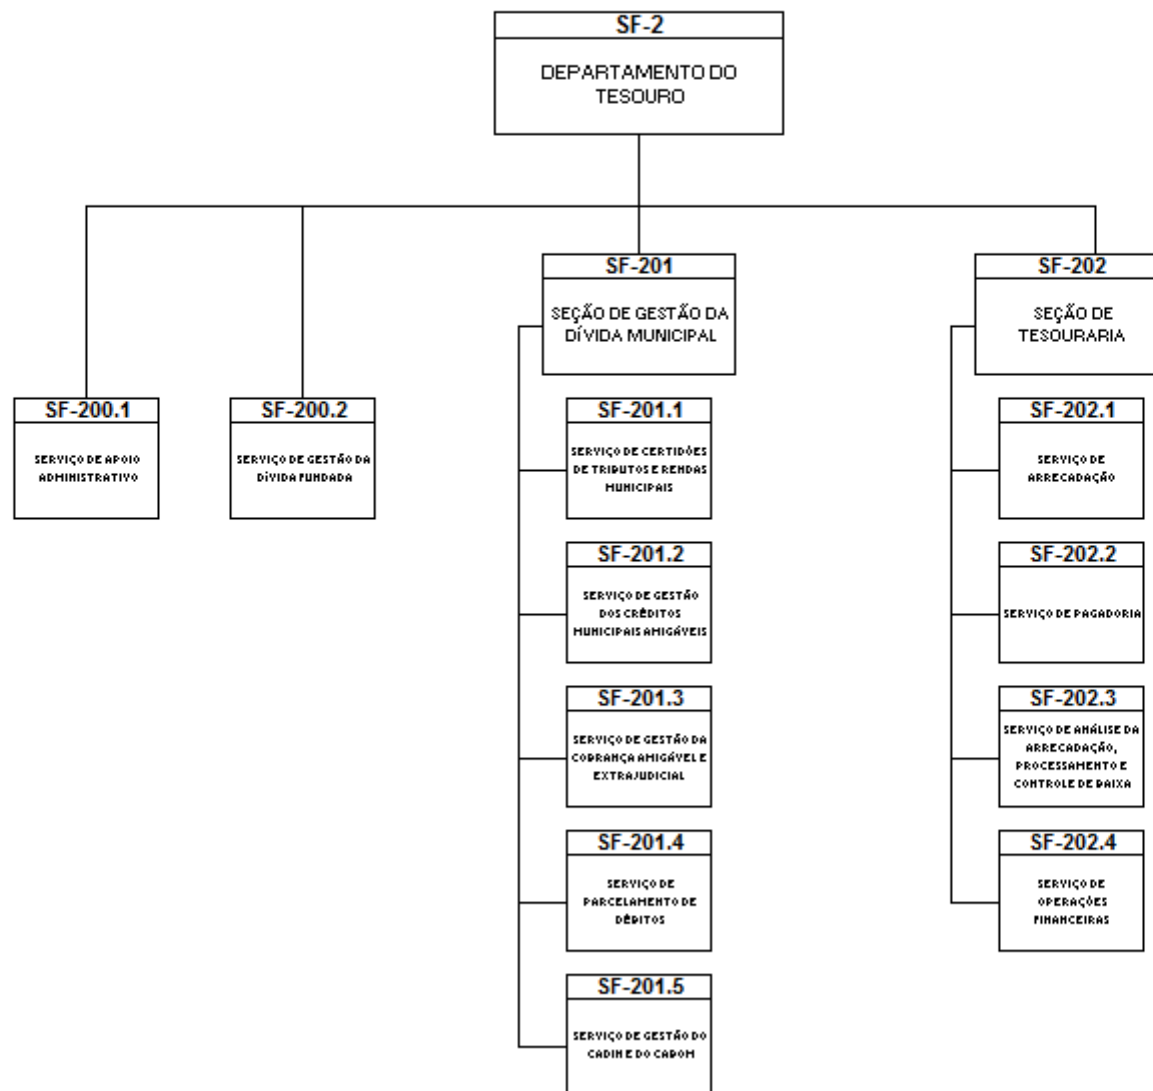 SF-2
DEPARTAMENTO DO
TESOURO
SF-201
SEÇÃO DE GESTÃO DA
DÍVIDA MUNICIPAL
SF-202
SEÇÃO DE
TESOURARIA
SF-200.1
SERVIÇO DE APOIO
ADMINISTRATIVO
SF-200.2
SERVIÇO DE GESTÃO DA
DÍVIDA FUNDADA
SF-201.1
SERVIÇO DE CERTIDÕES
DE TRIBUTOS E RENDAS
MUNICIPAIS
SF-202.1
SERVIÇO DE
ARRECADAÇÃO
SF-201.2
SERVIÇO DE GESTÃO
DOS CRÉDITOS
MUNICIPAIS AMIGÁVEIS
SF-202.2
SERVIÇO DE PAGADORIA
SF-201.3
SERVIÇO DE GESTÃO DA
COBRANÇA AMIGÁVEL E
EXTRAJUDICIAL
SF-202.3
SERVIÇO DE ANÁLISE DA
ARRECADAÇÃO,
PROCESSAMENTO E
CONTROLE DE BAIXA
SF-201.4
SERVIÇO DE
PARCELAMENTO DE
DÉBITOS
SF-202.4
SERVIÇO DE
OPERAÇÕES
FINANCEIRAS
SF-201.5
SERVIÇO DE GESTÃO DO
CADIN E DO CADOM